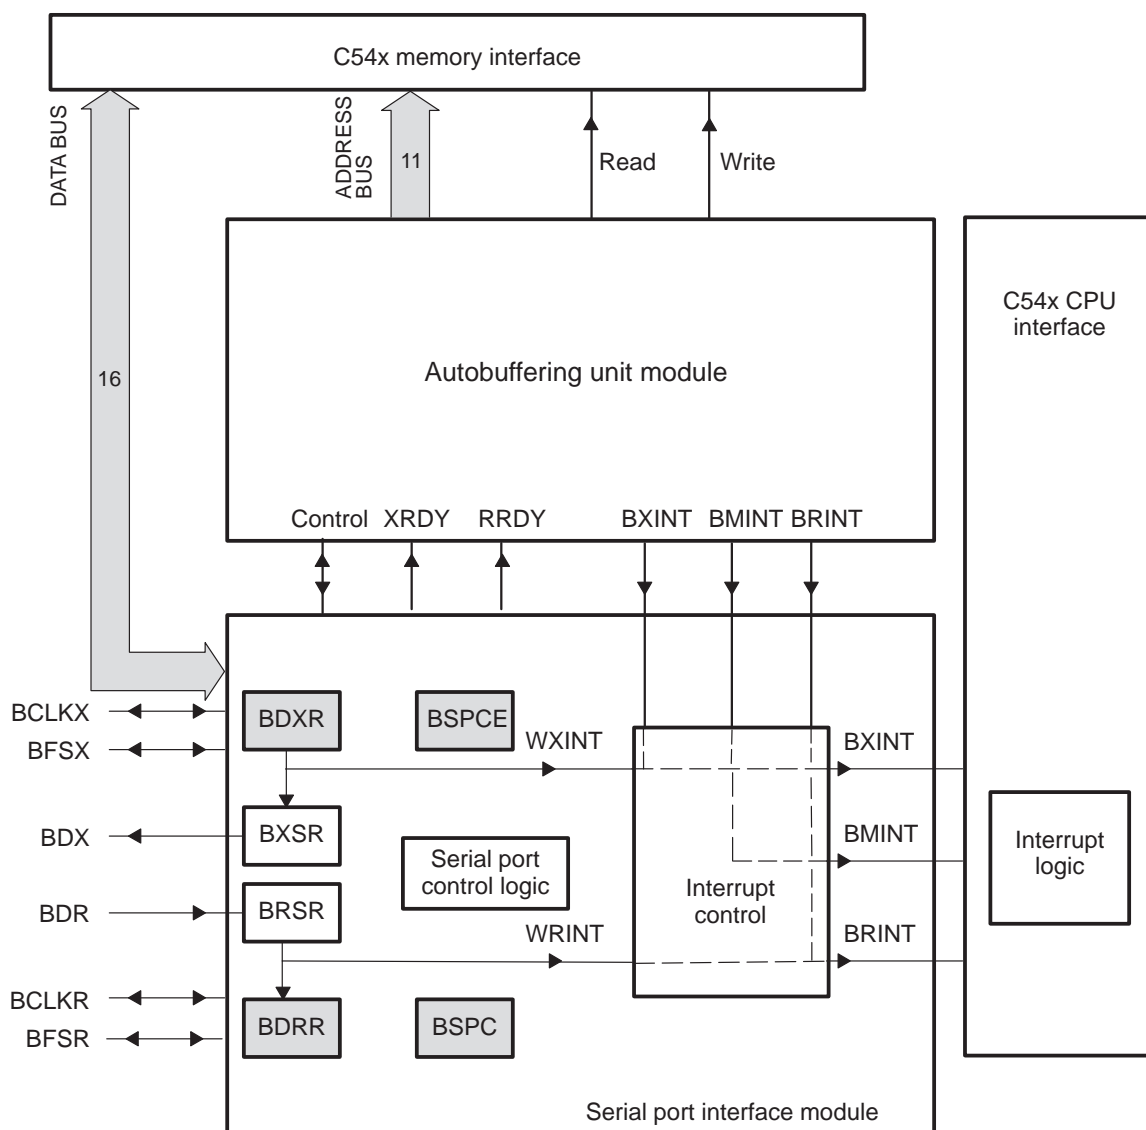 C54x memory interface
DATA BUS
ADDRESS
BUS
11
Read
Write
C54x CPU
interface
16
Autobuffering unit module
Control XRDY RRDY BXINT BMINT BRINT
BCLKX
BDXR
BSPCE
BFSX
WXINT
BXINT
BDX
BXSR
Serial port
control logic
BMINT
Interrupt
logic
BDR
BRSR
Interrupt
control
WRINT
BRINT
BCLKR
BDRR
BSPC
BFSR
Serial port interface module